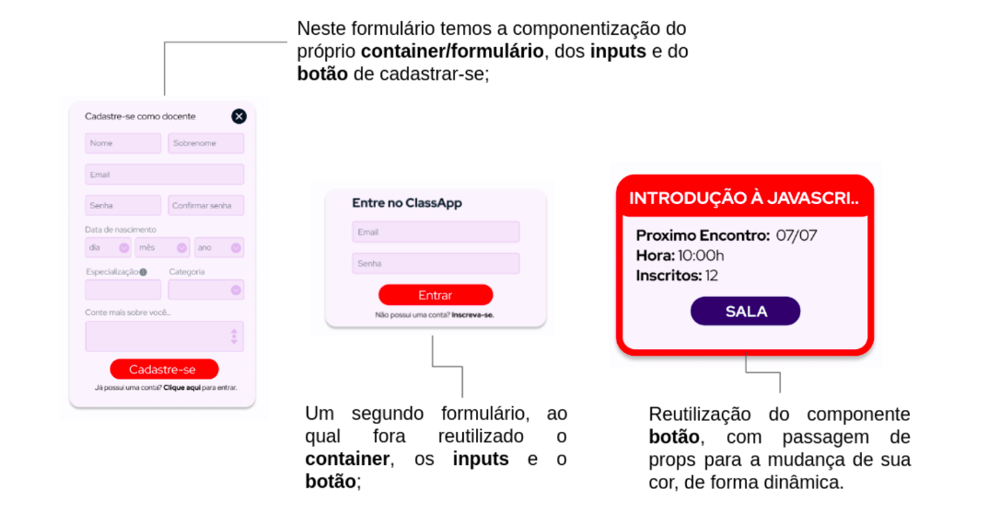 Neste formulário temos a componentização do
próprio container/formulário, dos inputs e do
botão de cadastrar-se;
Cadastre-se como docente
Nome
Sobrenome
Email
Senha
Confirmar senha
Data de nascimento
dia
mês
ano
Especialização
Categoria
Conte mais sobre você..
Cadastre-se
Já possui uma conta? Clique aqui para entrar.
Entre no ClassApp
Email
Senha
Entrar
Não possui uma conta? Inscreva-se.
Um segundo formulário, ao
qual fora reutilizado o
container, os inputs e o
botão;
INTRODUÇÃO À JAVASCRI..
Proximo Encontro: 07/07
Hora: 10:00h
Inscritos: 12
SALA
Reutilização do componente
botão, com passagem de
props para a mudança de sua
cor, de forma dinâmica.